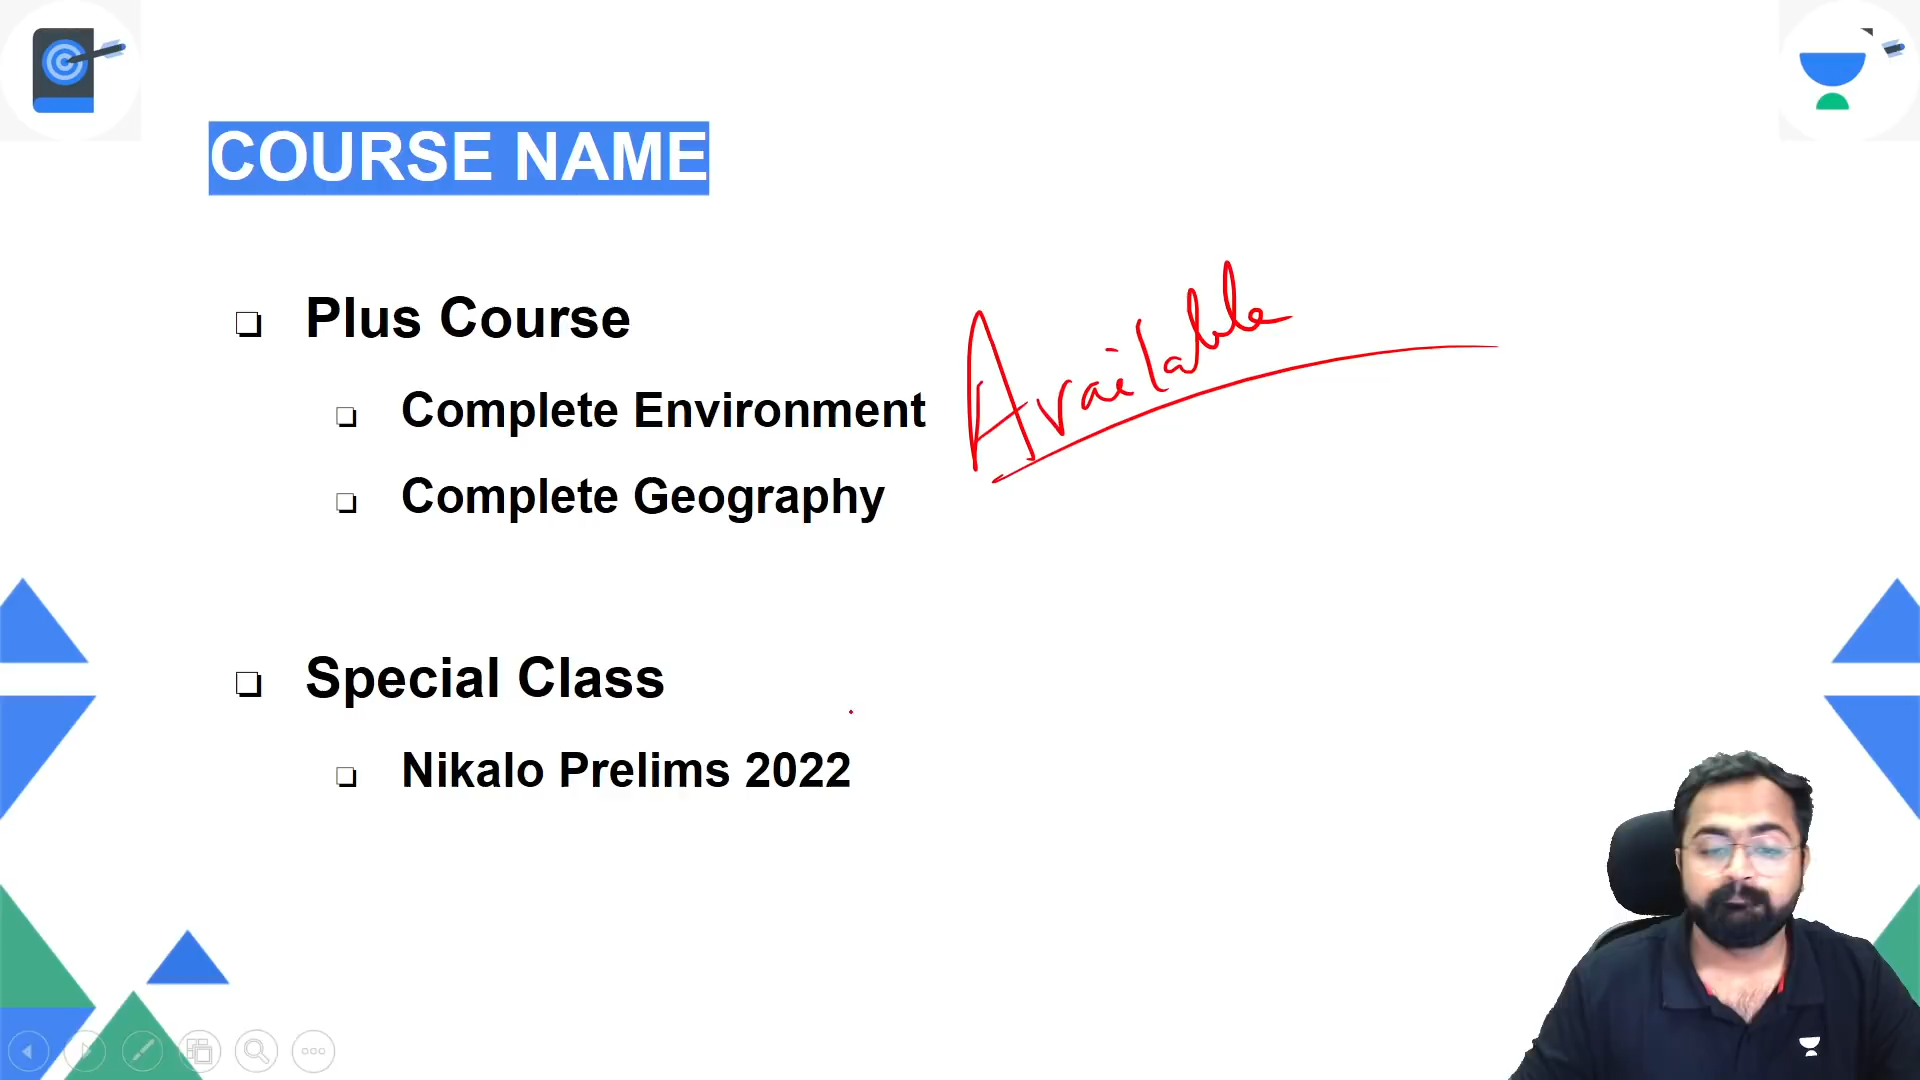 COURSE NAME
Plus Course
Available
Complete Environment
Complete Geography
Special Class
Nikalo Prelims 2022